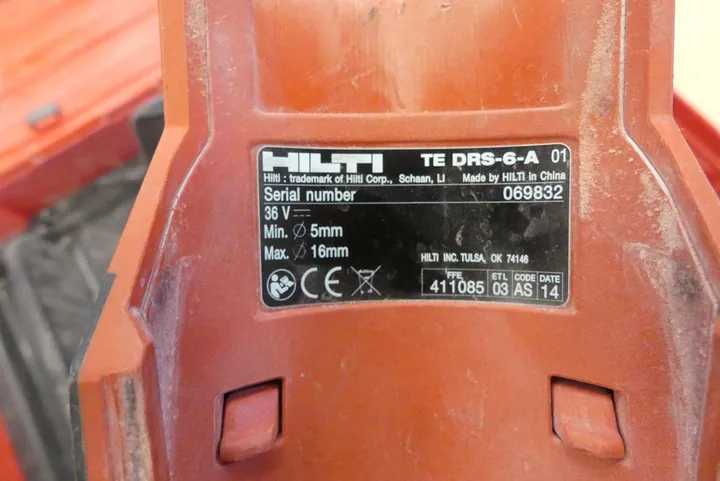 HILTI TE DRS-6-A 01
Hilti : trademark of Hilti Corp., Schaan, LI Made by HILTI in China
Serial number 069832
36 V
Min. Ø 5mm
Max. Ø 16mm HILTI INC. TULSA, OK 74146
FFE ETL CODE DATE
411085 03 AS 14
CE